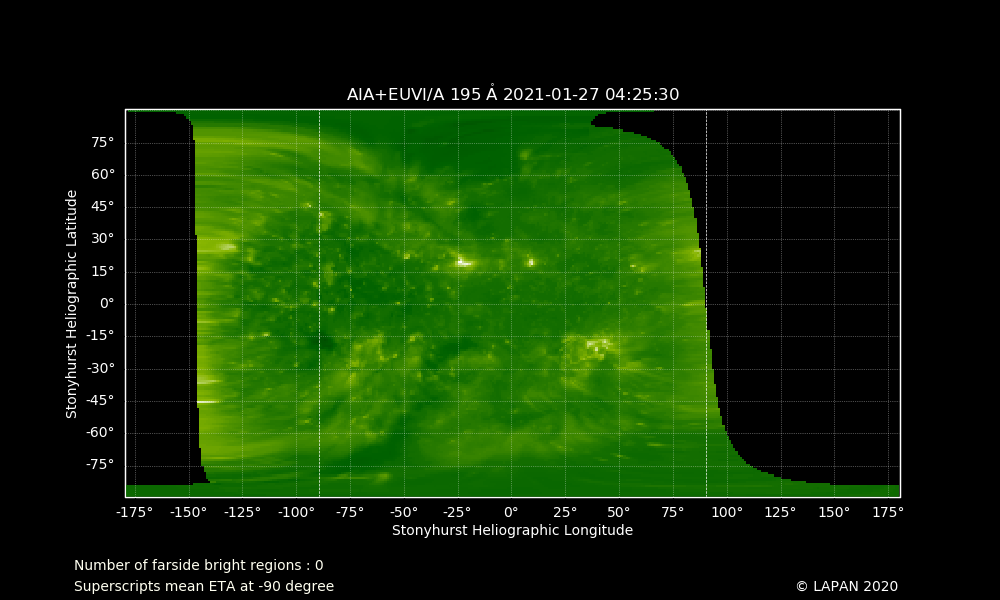 AIA+EUVI/A 195 Å 2021-01-27 04:25:30
75°
60°
45°
30°
15°
0°
-15°
-30°
-45°
-60°
-75°
Stonyhurst Heliographic Latitude
-175° -150° -125° -100° -75° -50° -25° 0° 25° 50° 75° 100° 125° 150° 175°
Stonyhurst Heliographic Longitude
Number of farside bright regions : 0
Superscripts mean ETA at -90 degree
© LAPAN 2020